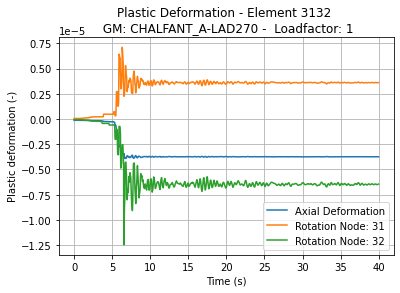 Plastic Deformation - Element 3132
GM: CHALFANT_A-LAD270 -  Loadfactor: 1
1e−5
0.75
0.50
0.25
0.00
−0.25
−0.50
−0.75
−1.00
−1.25
Plastic deformation (-)
0
5
10
15
20
25
30
35
40
Time (s)
Axial Deformation
Rotation Node: 31
Rotation Node: 32